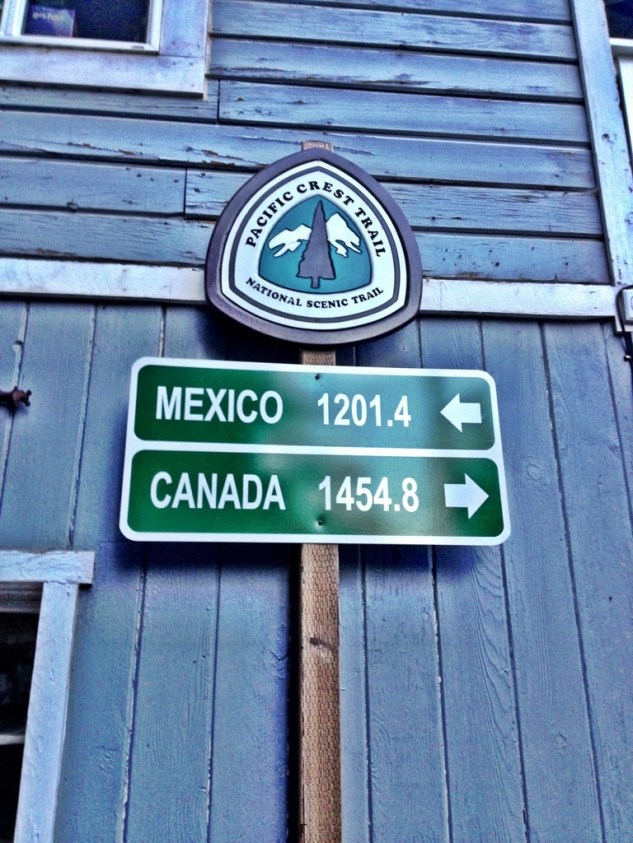 PACIFIC CREST TRAIL
NATIONAL SCENIC TRAIL
MEXICO 1201.4
CANADA 1454.8